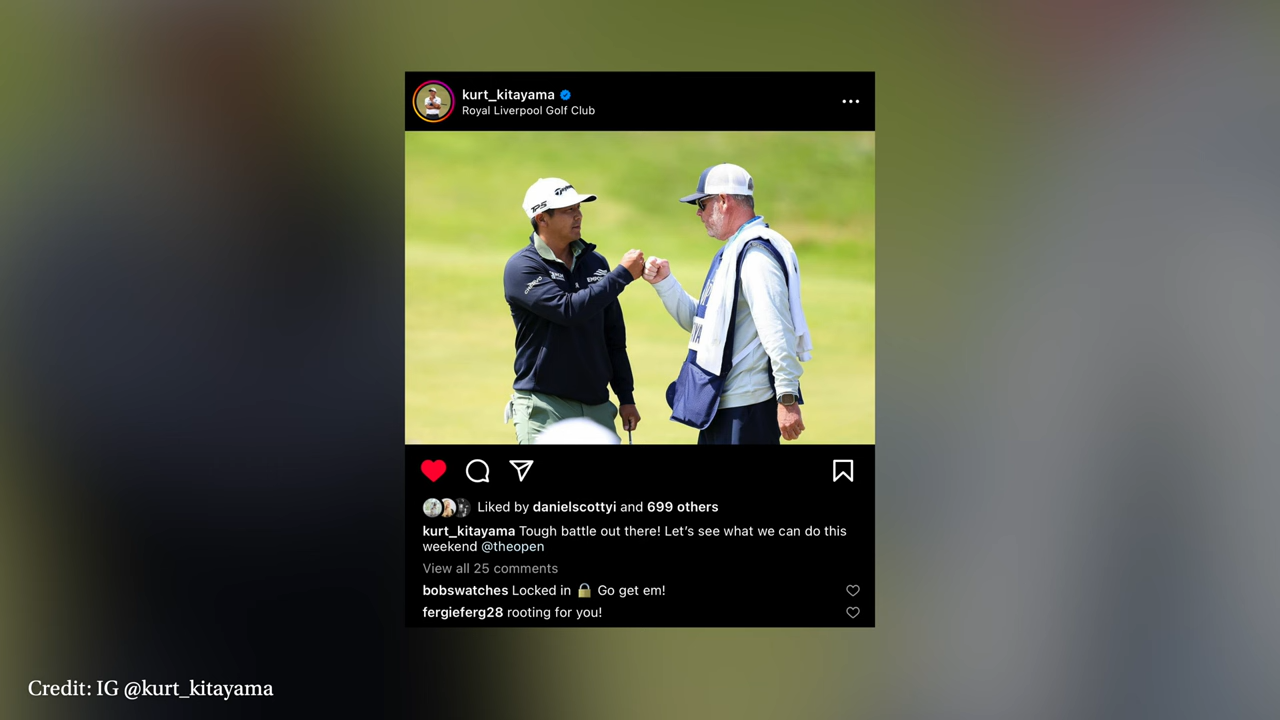 kurt_kitayama
Royal Liverpool Golf Club
TaylorMade
TP5
Liked by danielscottyi and 699 others
kurt_kitayama Tough battle out there! Let’s see what we can do this
weekend @theopen
View all 25 comments
bobswatches Locked in 🔒 Go get em!
fergieferg28 rooting for you!
Credit: IG @kurt_kitayama